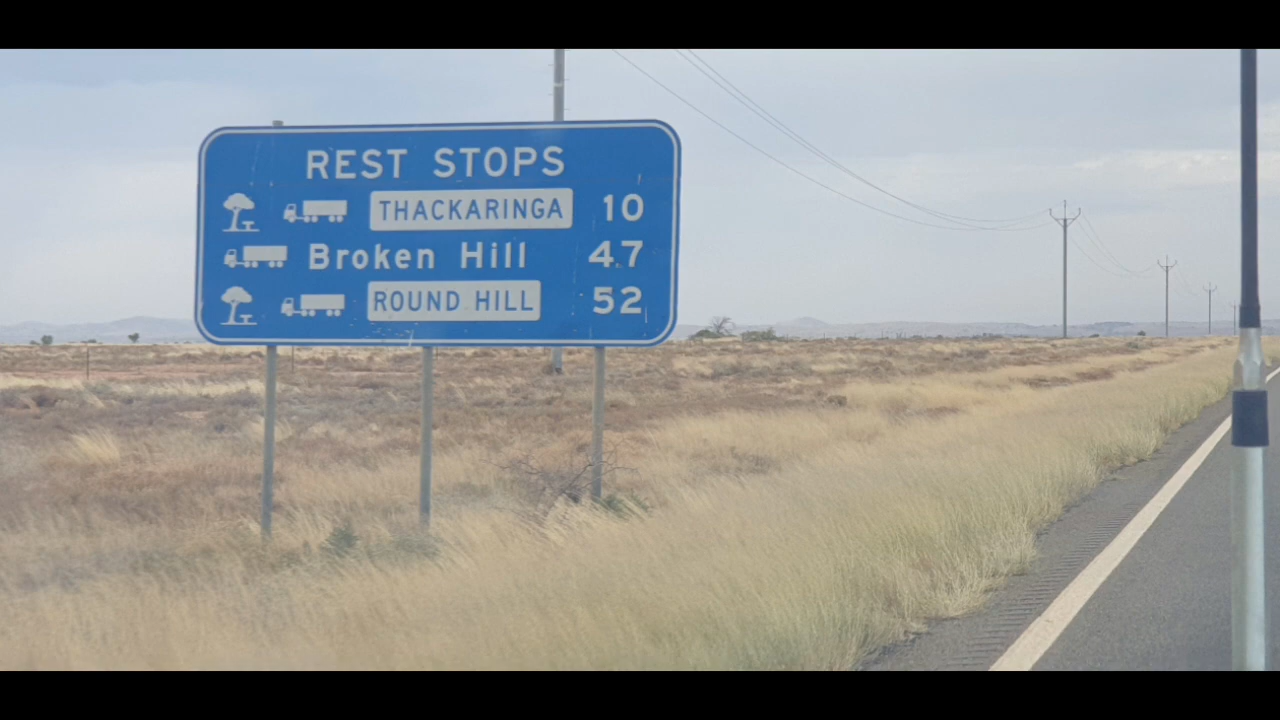 REST STOPS
THACKARINGA 10
Broken Hill 47
ROUND HILL 52